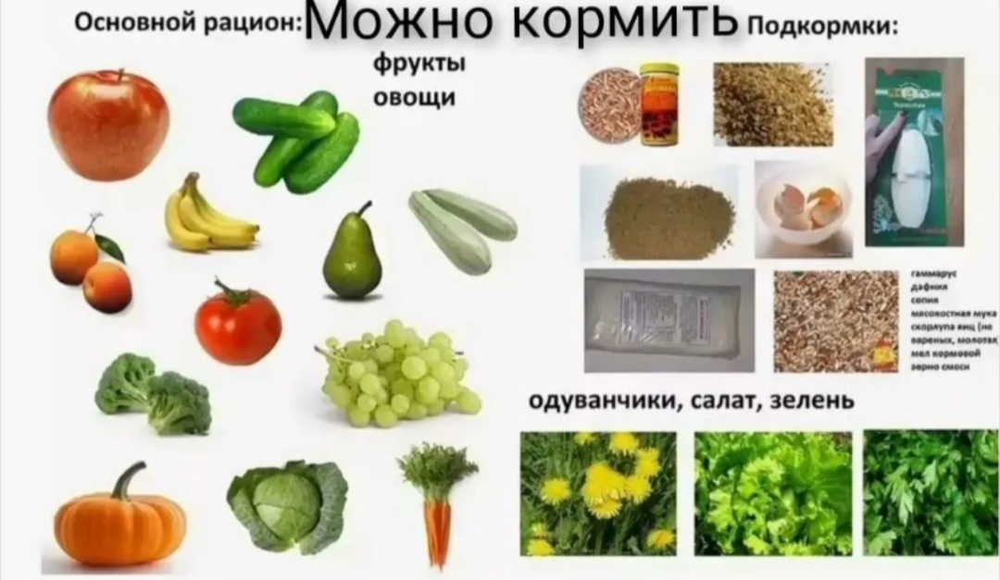 Основной рацион:
Можно кормить
Подкормки:
фрукты
овощи
гаммарус
дафния
сопия
мясокостная мука
скорлупа яиц (не
вареных, молотая
мел кормовой
зерно смеси
одуванчики, салат, зелень